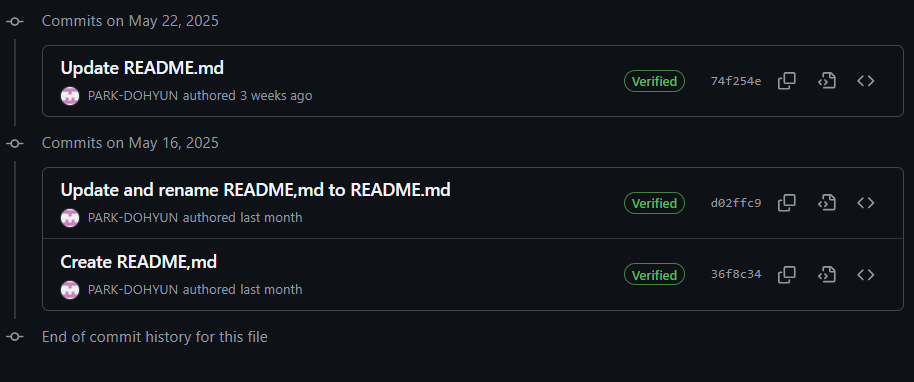 Commits on May 22, 2025
Update README.md
PARK-DOHYUN authored 3 weeks ago
Verified
74f254e
Commits on May 16, 2025
Update and rename README,md to README.md
PARK-DOHYUN authored last month
Verified
d02ffc9
Create README,md
PARK-DOHYUN authored last month
Verified
36f8c34
End of commit history for this file